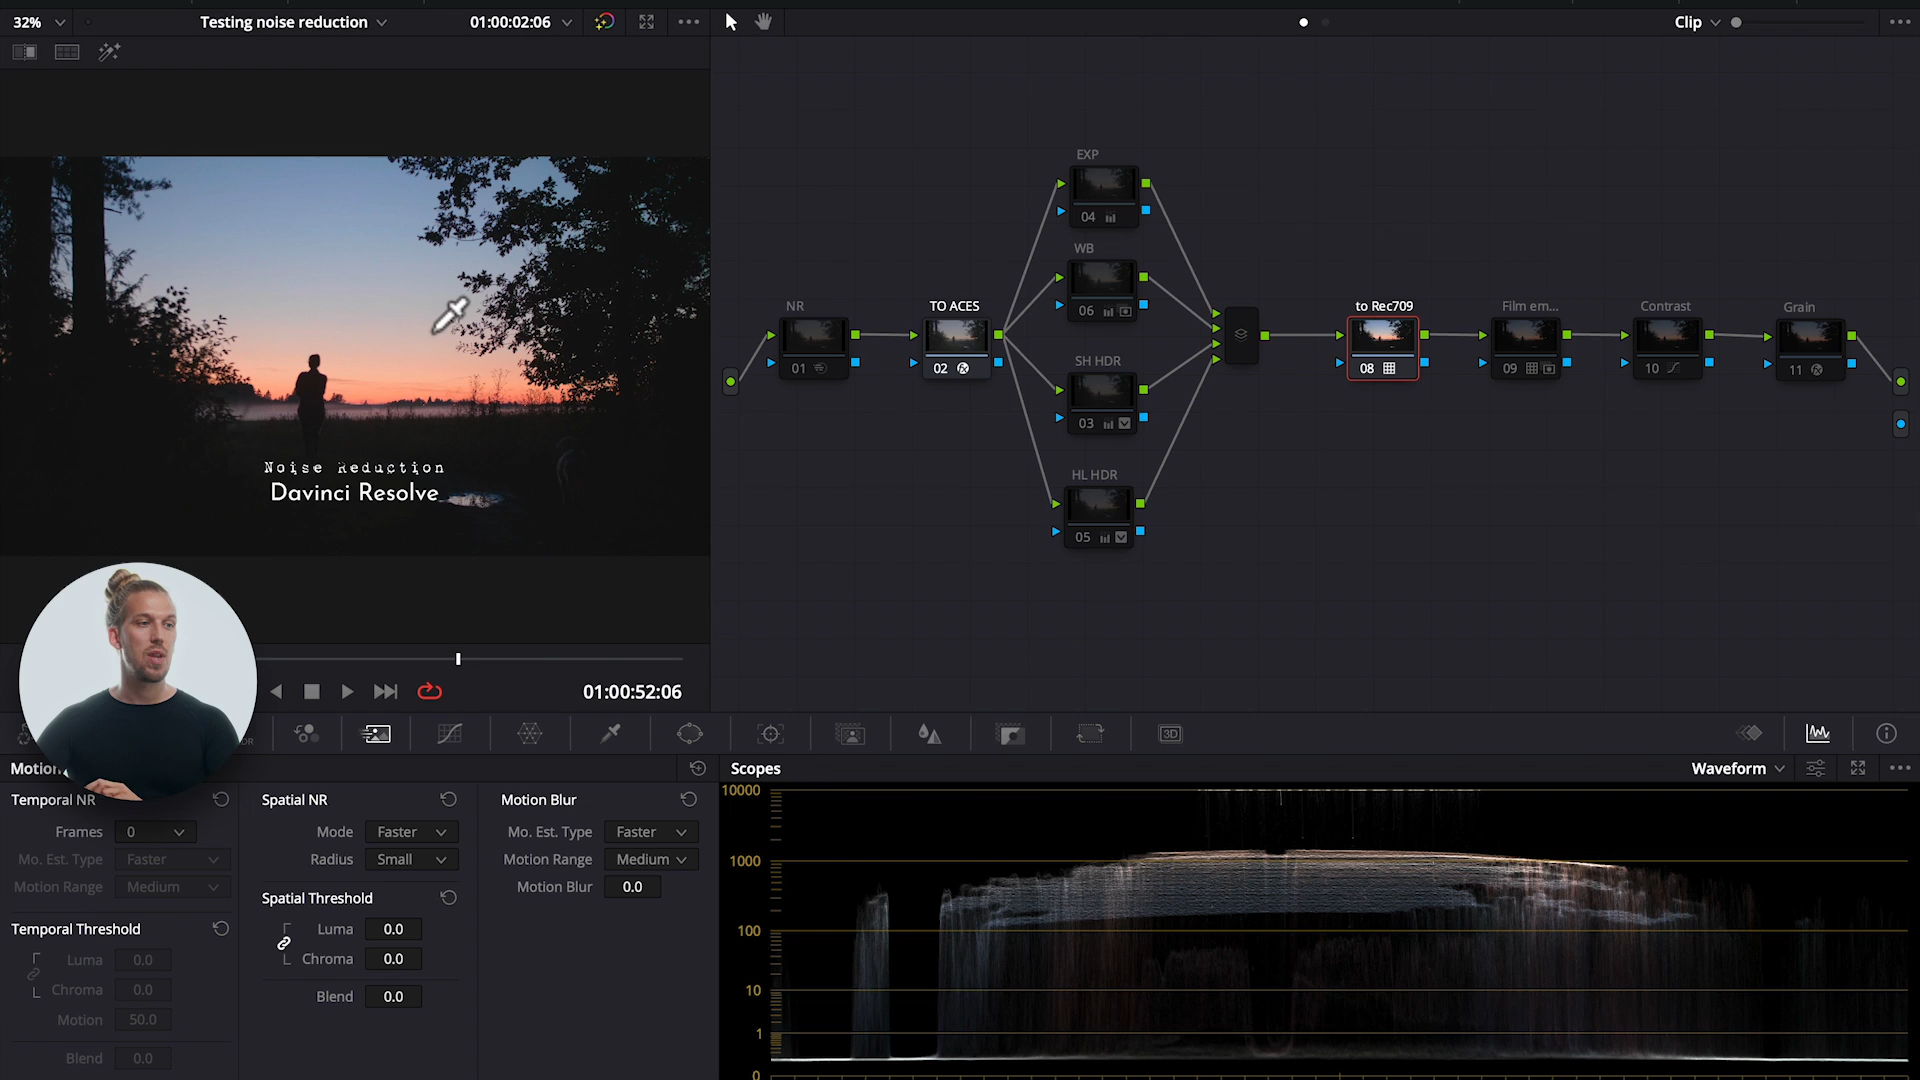 32%
Testing noise reduction
01:00:02:06
Clip
EXP
04
WB
06
NR
01
TO ACES
02
SH HDR
03
HL HDR
05
to Rec709
08
Film em...
09
Contrast
10
Grain
11
Noise Reduction
Davinci Resolve
01:00:52:06
3D
Motion
Scopes
Waveform
Temporal NR
Frames 0
Mo. Est. Type Faster
Motion Range Medium
Temporal Threshold
Luma 0.0
Chroma 0.0
Motion 50.0
Blend 0.0
Spatial NR
Mode Faster
Radius Small
Spatial Threshold
Luma 0.0
Chroma 0.0
Blend 0.0
Motion Blur
Mo. Est. Type Faster
Motion Range Medium
Motion Blur 0.0
10000
1000
100
10
1
0